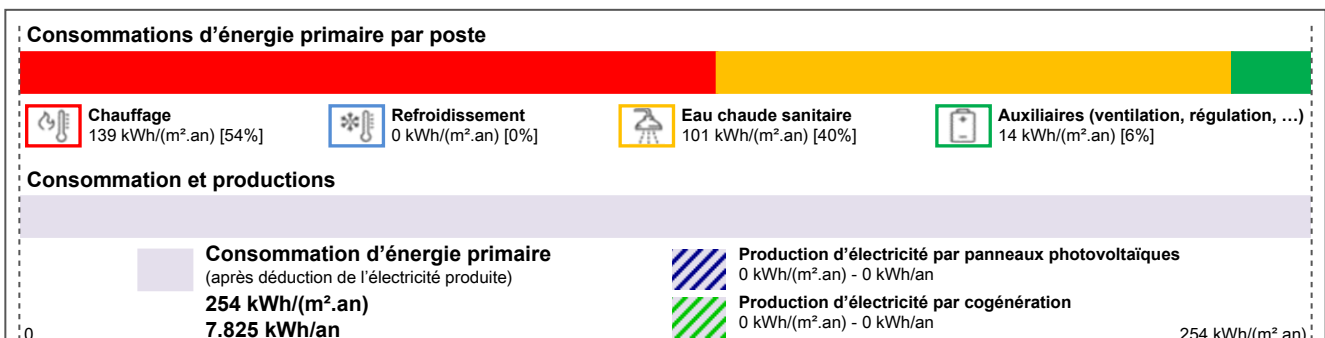 Consommations d’énergie primaire par poste
Chauffage
139 kWh/(m².an) [54%]
Refroidissement
0 kWh/(m².an) [0%]
Eau chaude sanitaire
101 kWh/(m².an) [40%]
Auxiliaires (ventilation, régulation, …)
14 kWh/(m².an) [6%]
Consommation et productions
Consommation d’énergie primaire
(après déduction de l’électricité produite)
254 kWh/(m².an)
7.825 kWh/an
Production d’électricité par panneaux photovoltaïques
0 kWh/(m².an) - 0 kWh/an
Production d’électricité par cogénération
0 kWh/(m².an) - 0 kWh/an
0
254 kWh/(m².an)